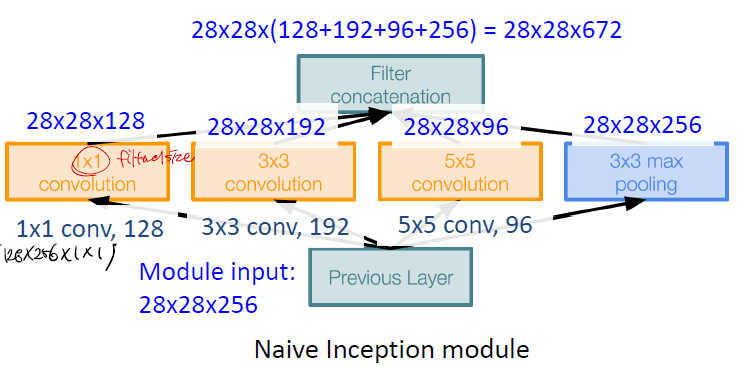 28x28x(128+192+96+256) = 28x28x672
Filter
concatenation
28x28x128
28x28x192
28x28x96
28x28x256
1x1 filter size
convolution
3x3
convolution
5x5
convolution
3x3 max
pooling
1x1 conv, 128
3x3 conv, 192
5x5 conv, 96
(128x256x1x1)
Module input:
28x28x256
Previous Layer
Naive Inception module